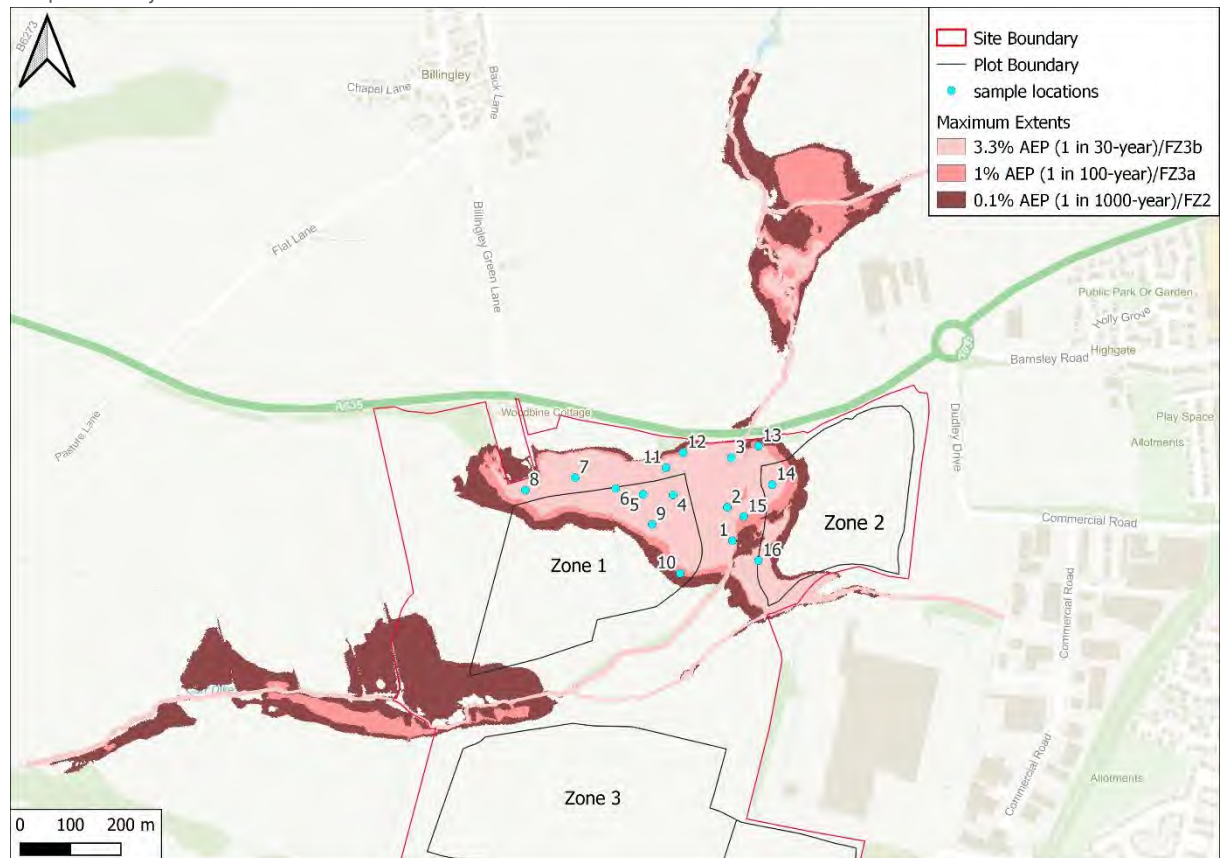 B6273
Billingley
Chapel Lane
Back Lane
Flat Lane
Billingley Green Lane
Pasture Lane
A635
Woodbine Cottage
Site Boundary
Plot Boundary
sample locations
Maximum Extents
3.3% AEP (1 in 30-year)/FZ3b
1% AEP (1 in 100-year)/FZ3a
0.1% AEP (1 in 1000-year)/FZ2
Public Park Or Garden
Holly Grove
Highgate
Barnsley Road
Play Space
Allotments
Dudley Drive
Commercial Road
Commercial Road
Commercial Road
Allotments
12
3
13
11
7
8
6
5
4
14
2
15
9
1
16
10
Zone 1
Zone 2
Zone 3
0 100 200 m